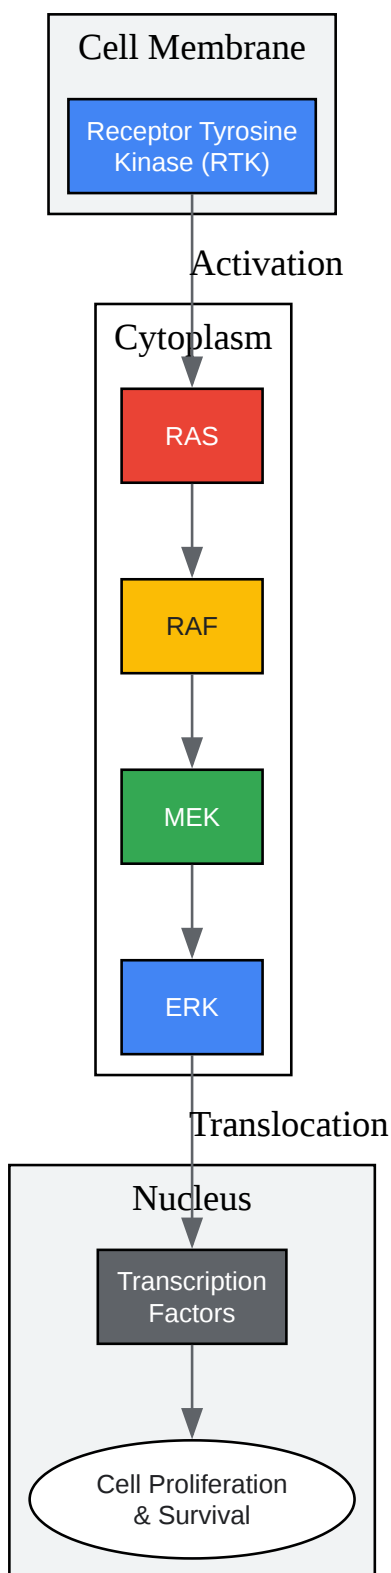 Cell Membrane
Receptor Tyrosine
Kinase (RTK)
Activation
Cytoplasm
RAS
RAF
MEK
ERK
Translocation
Nucleus
Transcription
Factors
Cell Proliferation
& Survival